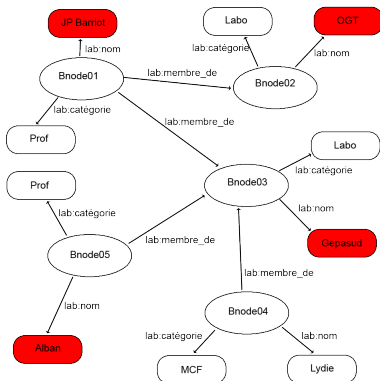 JP Barriot
Labo
OGT
lab:nom
lab:catégorie
lab:nom
Bnode01
lab:membre_de
Bnode02
lab:catégorie
lab:membre_de
Prof
Labo
lab:catégorie
Prof
Bnode03
lab:catégorie
lab:nom
lab:membre_de
Gepasud
Bnode05
lab:membre_de
lab:nom
Bnode04
lab:catégorie
lab:nom
Alban
MCF
Lydie